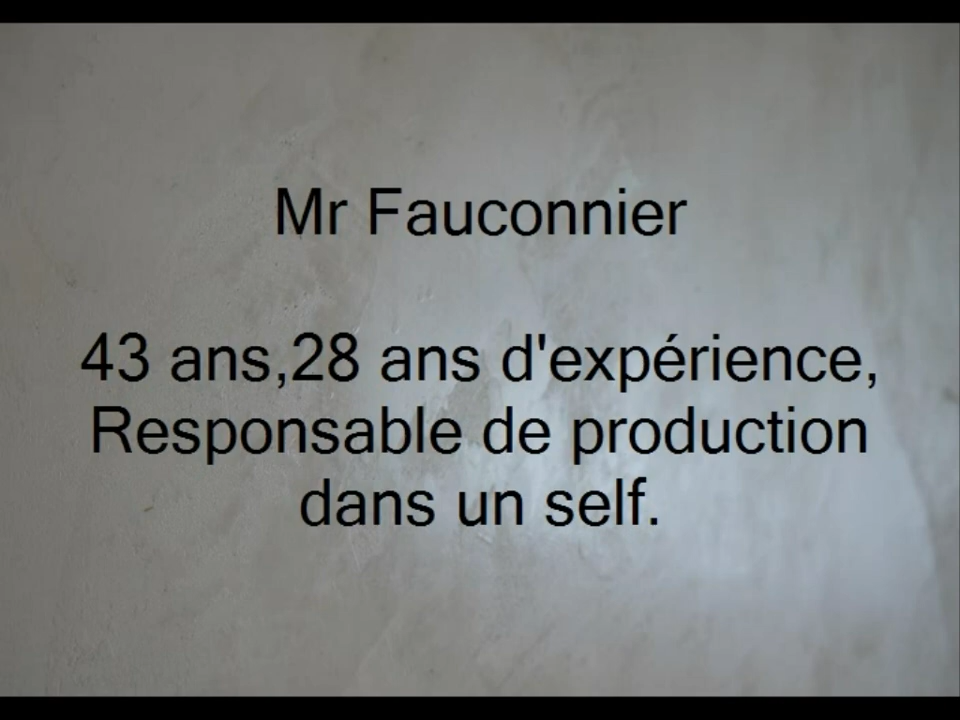 Mr Fauconnier
43 ans,28 ans d'expérience,
Responsable de production
dans un self.